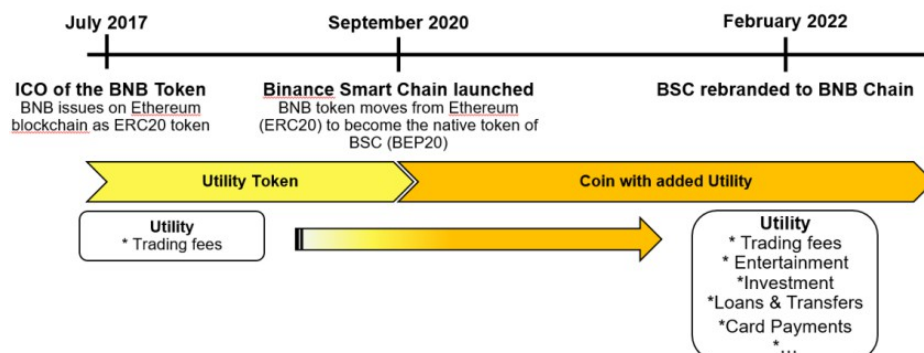 July 2017
September 2020
February 2022
ICO of the BNB Token
BNB issues on Ethereum
blockchain as ERC20 token
Binance Smart Chain launched
BNB token moves from Ethereum
(ERC20) to become the native token of
BSC (BEP20)
BSC rebranded to BNB Chain
Utility Token
Coin with added Utility
Utility
* Trading fees
Utility
* Trading fees
* Entertainment
*Investment
*Loans & Transfers
*Card Payments
*...